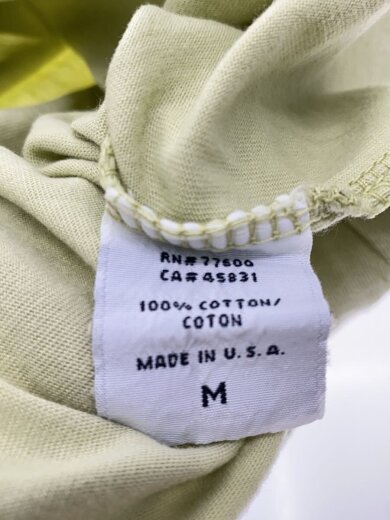 RN#77600
CA#45831
100% COTTON/
COTON
MADE IN U.S.A.
M